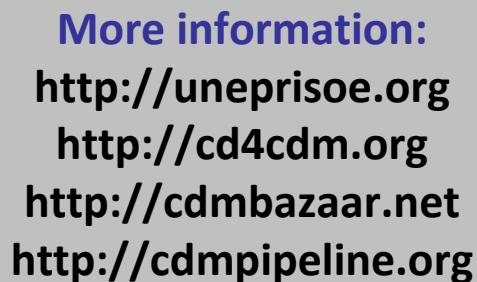 More information:
http://uneprisoe.org
http://cd4cdm.org
http://cdmbazaar.net
http://cdmpipeline.org